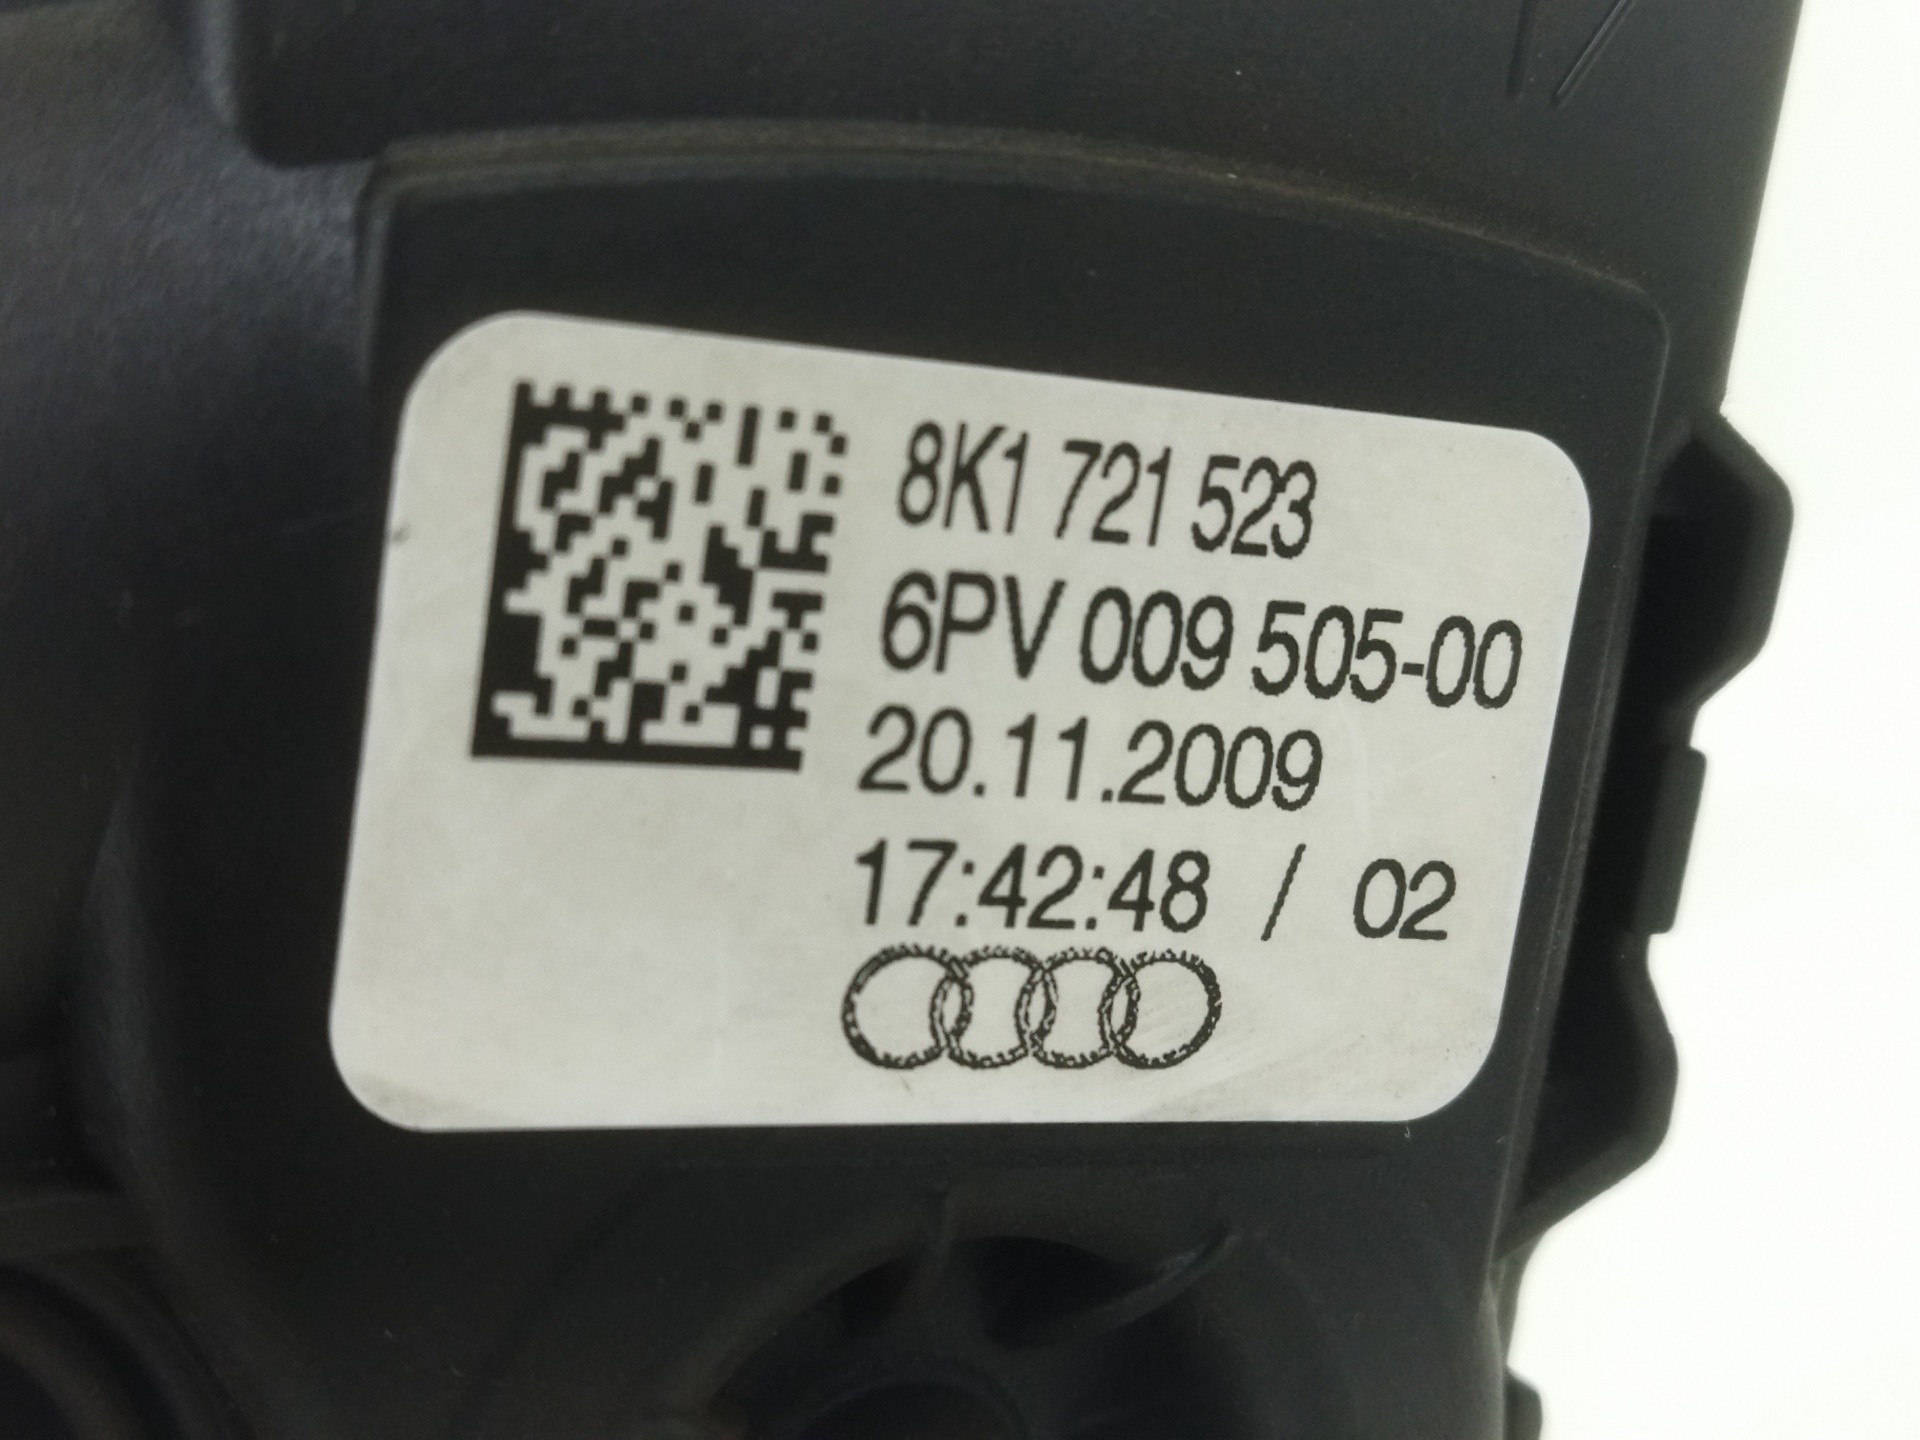 8K1 721 523
6PV 009 505-00
20.11.2009
17:42:48 / 02